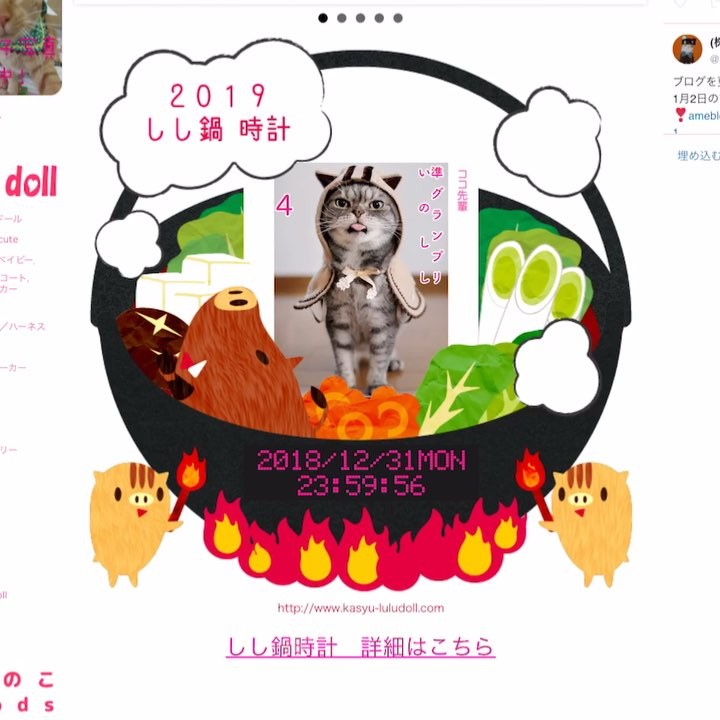 2019
しし鍋 時計
4
準グランプリ
いのしし
ココ先輩
2018/12/31MON
23:59:56
http://www.kasyu-luludoll.com
しし鍋時計　詳細はこちら
doll
ドール
cute
ベイビー,
コート,
カー
／ハーネス
ーカー
リー
oll
のこ
ods
(株
@
ブログを更
1月2日の
❣amebl
埋め込む